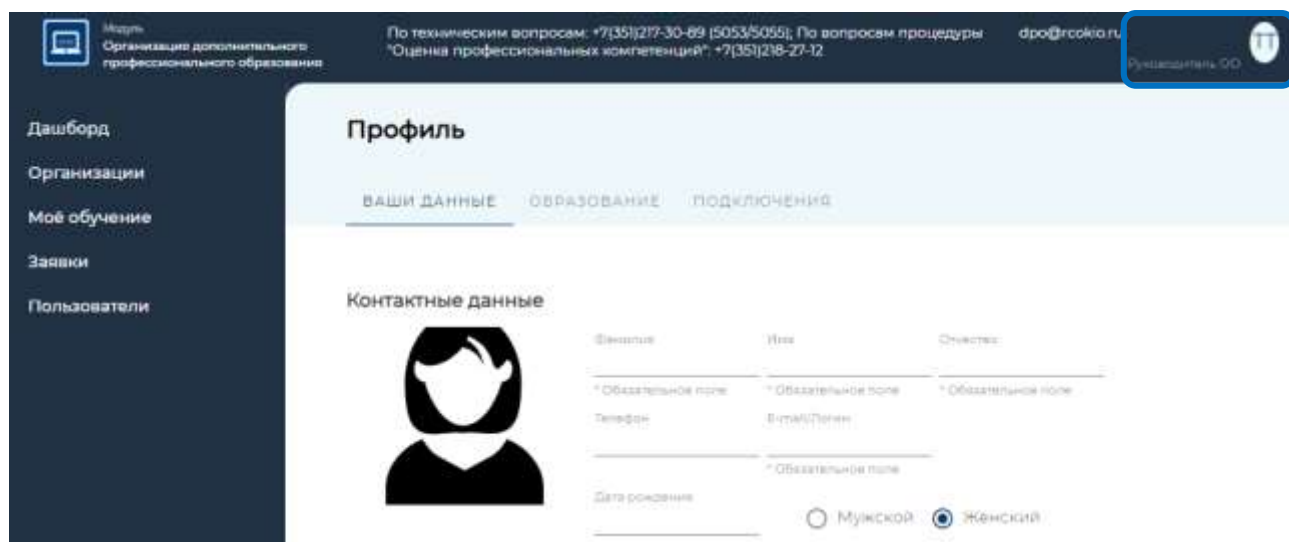 Модуль
Организация дополнительного
профессионального образования
По техническим вопросам: +7(351)217-30-89 (5053/5055); По вопросам процедуры
"Оценка профессиональных компетенций": +7(351)218-27-12
dpo@rcokio.ru
Руководитель ОО
ТТ
Дашборд
Организации
Моё обучение
Заявки
Пользователи
Профиль
ВАШИ ДАННЫЕ ОБРАЗОВАНИЕ ПОДКЛЮЧЕНИЯ
Контактные данные
Фамилия Имя Отчество
* Обязательное поле * Обязательное поле * Обязательное поле
Телефон E-mail/Логин
* Обязательное поле
Дата рождения
Мужской Женский